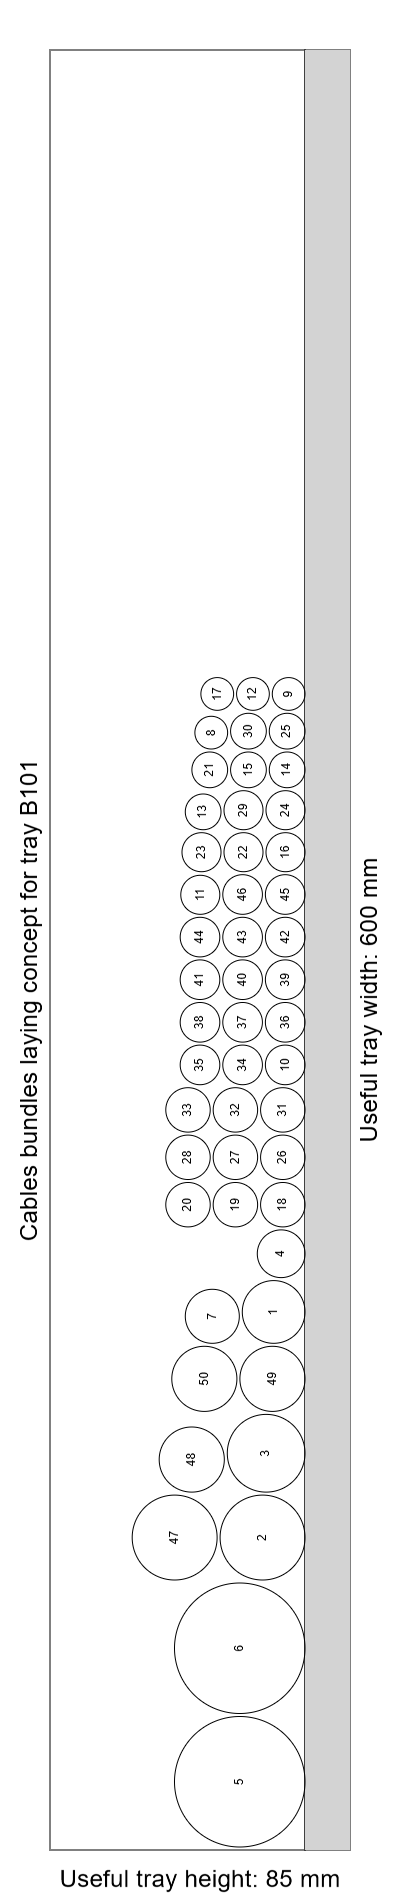 Cables bundles laying concept for tray B101
17 12 9
8 30 25
21 15 14
13 29 24
23 22 16
11 46 45
44 43 42
41 40 39
38 37 36
35 34 10
33 32 31
28 27 26
20 19 18
4
7 1
50 49
48 3
47 2
6
5
Useful tray width: 600 mm
Useful tray height: 85 mm